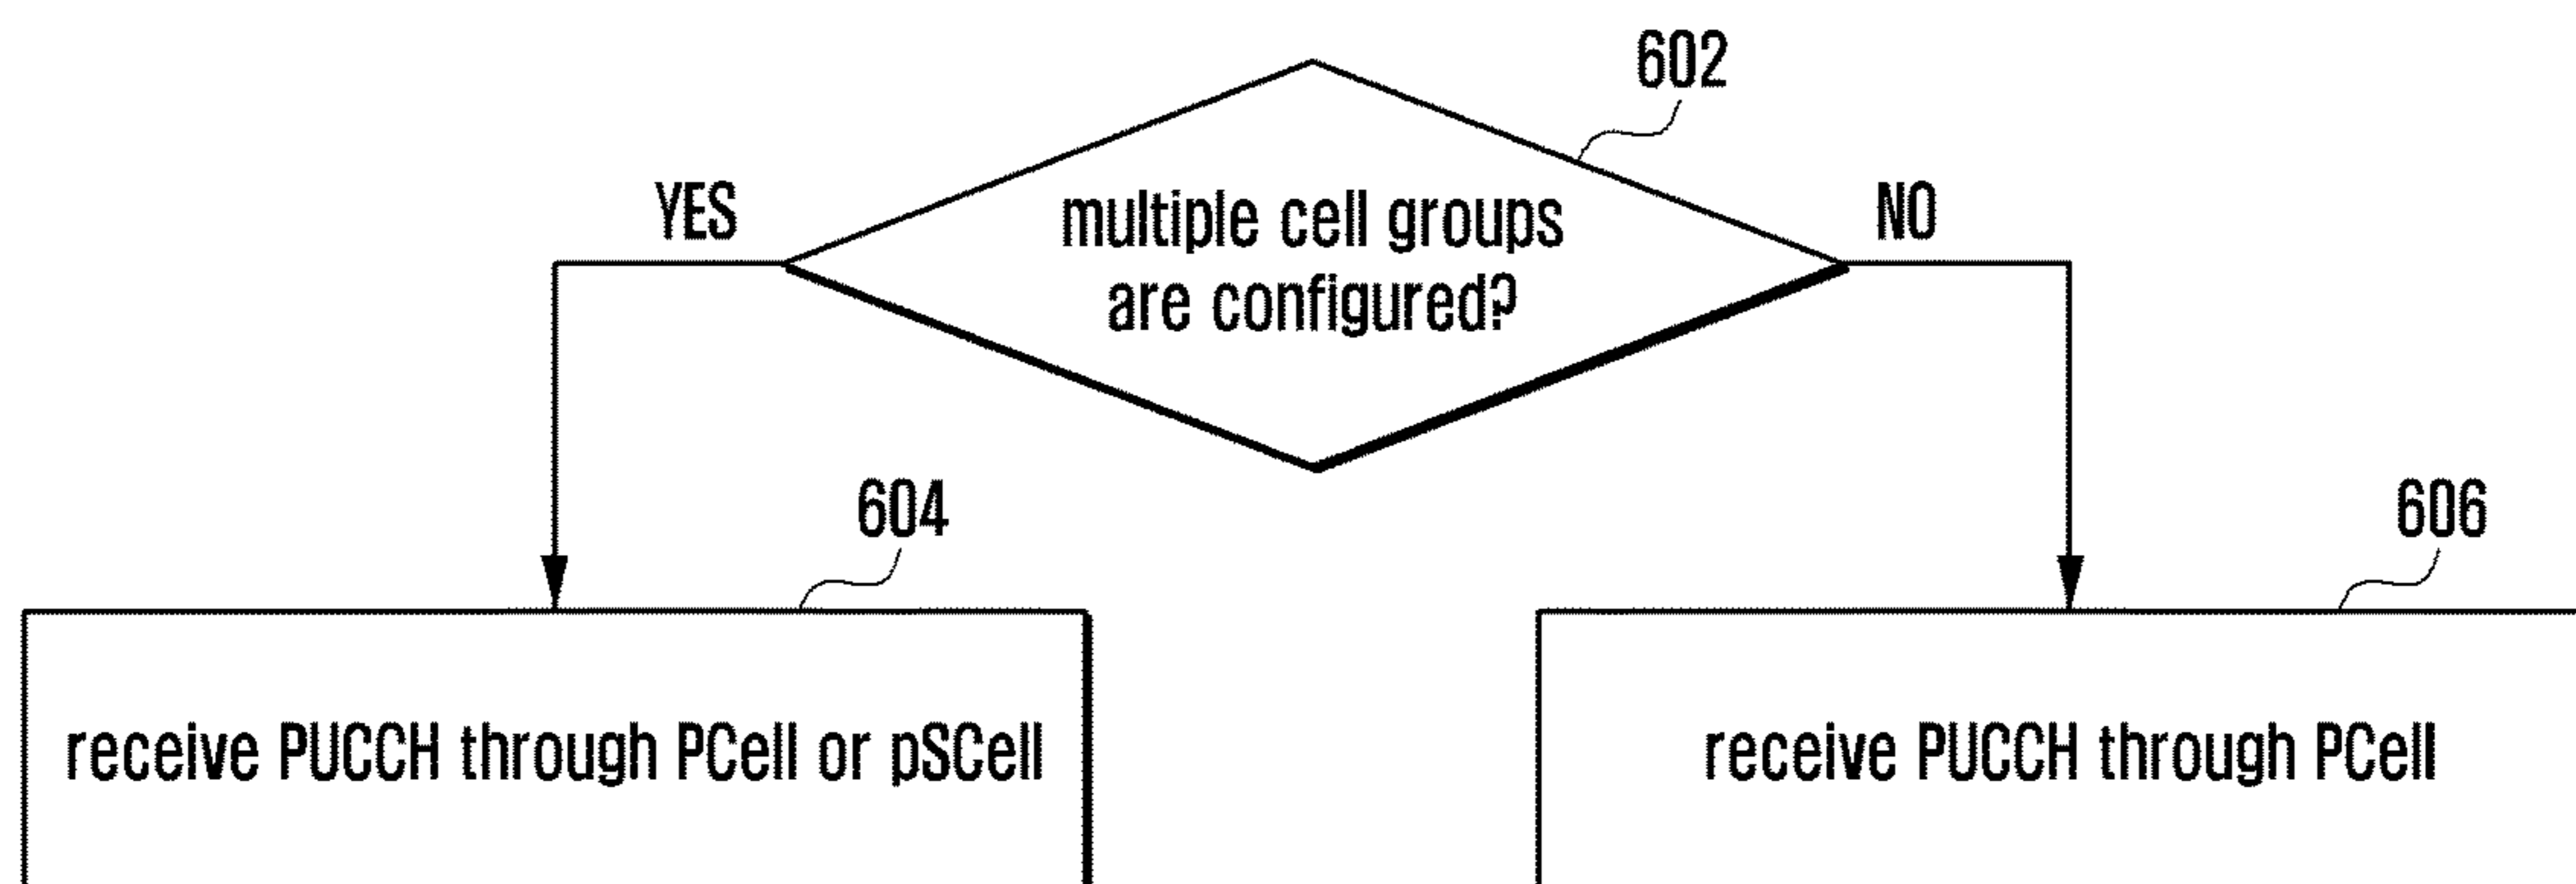 602
YES
multiple cell groups
are configured?
NO
604
606
receive PUCCH through PCell or pSCell
receive PUCCH through PCell